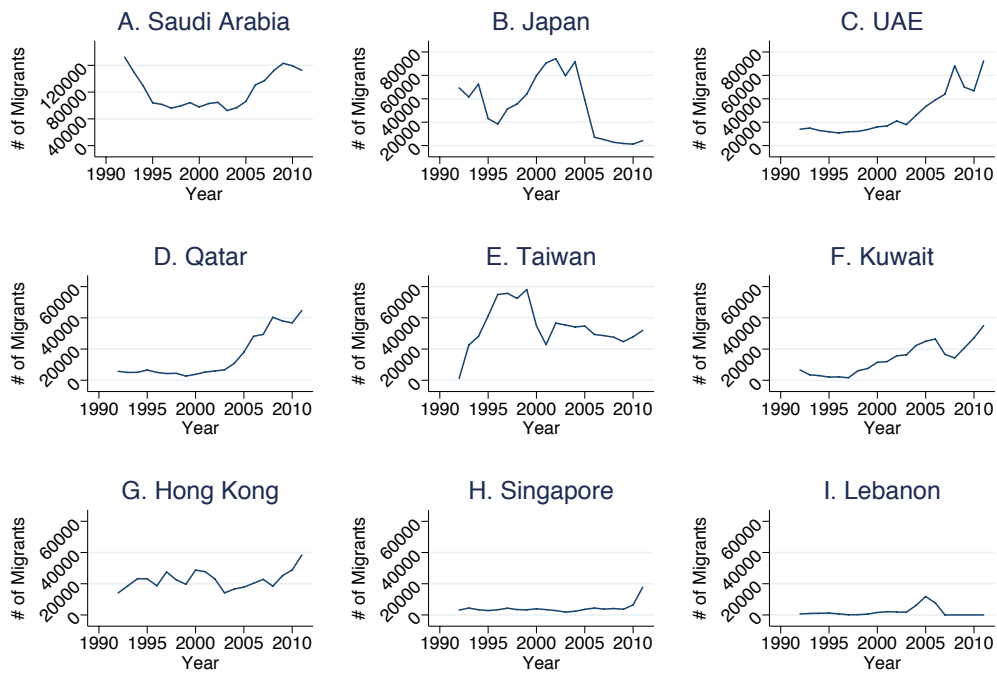 A. Saudi Arabia
# of Migrants
120000
80000
40000
0
1990 1995 2000 2005 2010
Year
B. Japan
# of Migrants
80000
60000
40000
20000
0
1990 1995 2000 2005 2010
Year
C. UAE
# of Migrants
80000
60000
40000
20000
0
1990 1995 2000 2005 2010
Year
D. Qatar
# of Migrants
60000
40000
20000
0
1990 1995 2000 2005 2010
Year
E. Taiwan
# of Migrants
60000
40000
20000
0
1990 1995 2000 2005 2010
Year
F. Kuwait
# of Migrants
60000
40000
20000
0
1990 1995 2000 2005 2010
Year
G. Hong Kong
# of Migrants
60000
40000
20000
0
1990 1995 2000 2005 2010
Year
H. Singapore
# of Migrants
60000
40000
20000
0
1990 1995 2000 2005 2010
Year
I. Lebanon
# of Migrants
60000
40000
20000
0
1990 1995 2000 2005 2010
Year